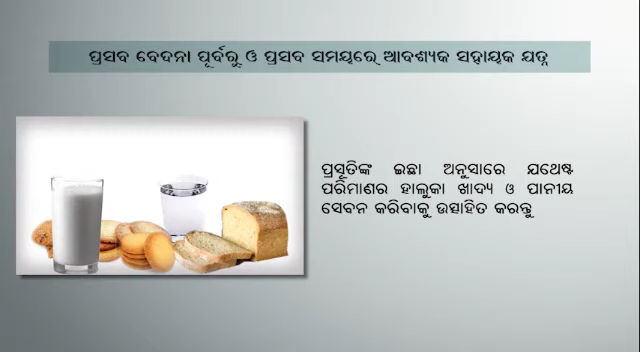 ପ୍ରସବ ବେଦନା ପୂର୍ବରୁ ଓ ପ୍ରସବ ସମୟରେ ଆବଶ୍ୟକ ସହାୟକ ଯତ୍ନ
ପ୍ରସୂତିଙ୍କ ଇଛା ଅନୁସାରେ ଯଥେଷ୍ଟ
ପରିମାଣର ହାଲୁକା ଖାଦ୍ୟ ଓ ପାନୀୟ
ସେବନ କରିବାକୁ ଉତ୍ସାହିତ କରନ୍ତୁ